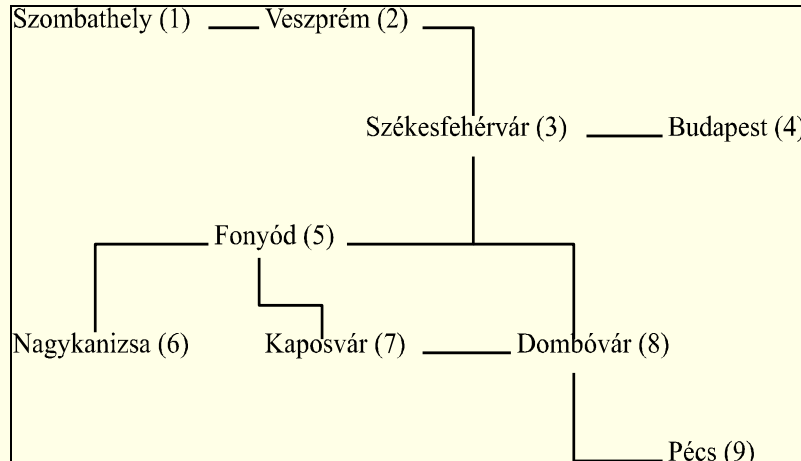 Szombathely (1) Veszprém (2)
Székesfehérvár (3) Budapest (4)
Fonyód (5)
Nagykanizsa (6) Kaposvár (7) Dombóvár (8)
Pécs (9)